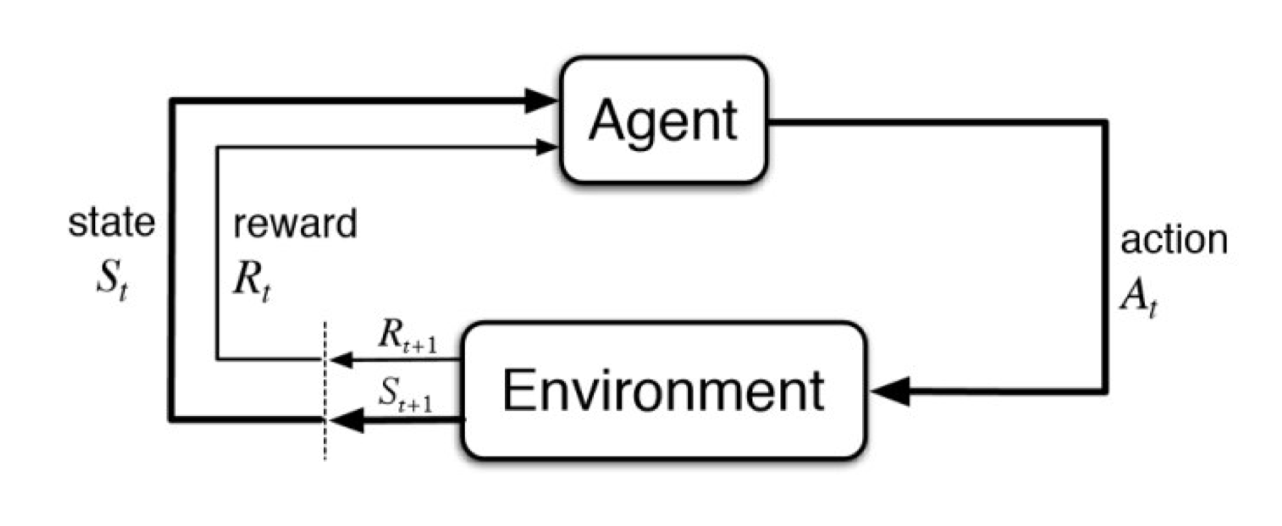 Agent
state
S_t
reward
R_t
action
A_t
R_{t+1}
S_{t+1}
Environment